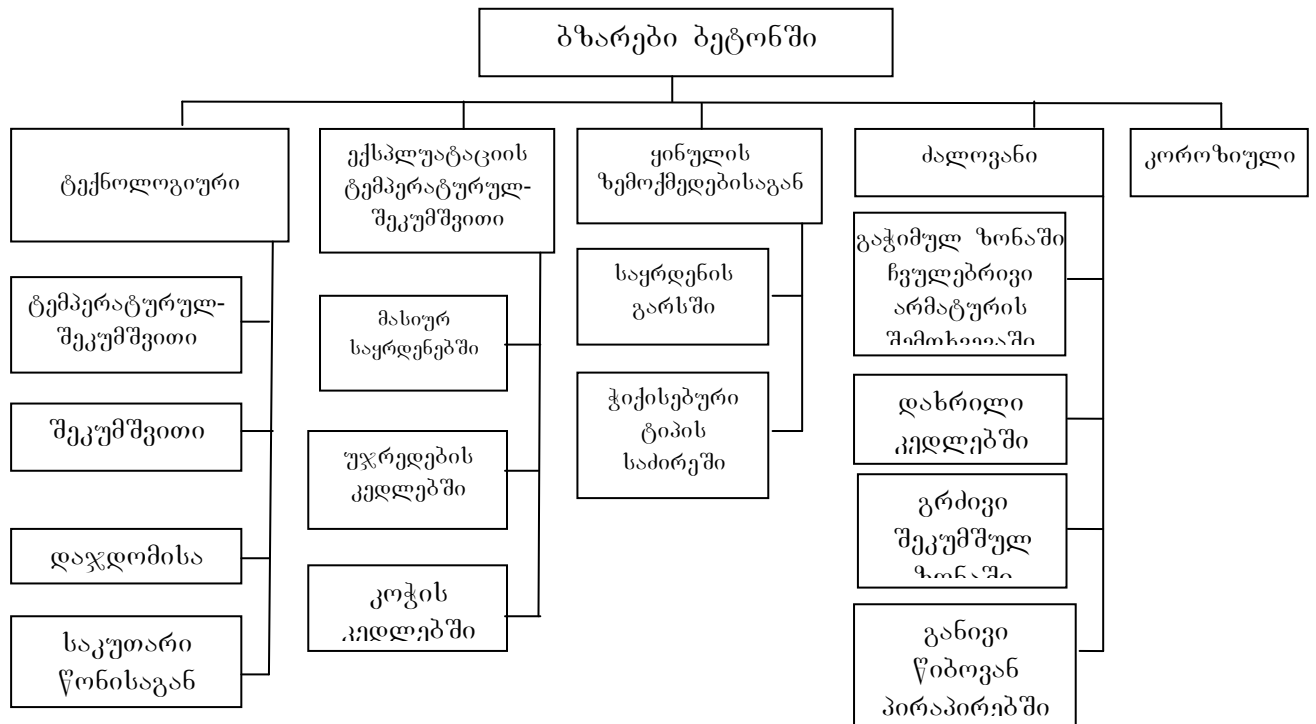 ბზარები ბეტონში
ტექნოლოგიური
ტემპერატურულ-
შეკუმშვითი
შეკუმშვითი
დაჯდომისა
საკუთარი
წონისაგან
ექსპლუატაციის
ტემპერატურულ-
შეკუმშვითი
მასიურ
საყრდენებში
უჯრედების
კედლებში
კოჭის
კედლებში
ყინულის
ზემოქმედებისაგან
საყრდენის
გარსში
ჭიქისებური
ტიპის
საძირეში
ძალოვანი
გაჭიმულ ზონაში
ჩვეულებრივი
არმატურის
შემთხვევაში
დახრილი
კედლებში
გრძივი
შეკუმშულ
ზონაში
განივი
წიბოვან
პირაპირებში
კოროზიული